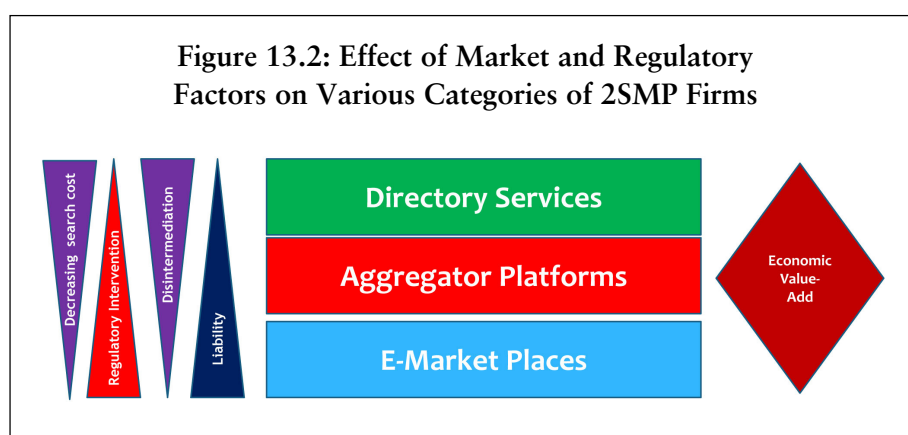 Figure 13.2: Effect of Market and Regulatory
Factors on Various Categories of 2SMP Firms
Decreasing search cost
Regulatory Intervention
Disintermediation
Liability
Directory Services
Aggregator Platforms
E-Market Places
Economic
Value-
Add